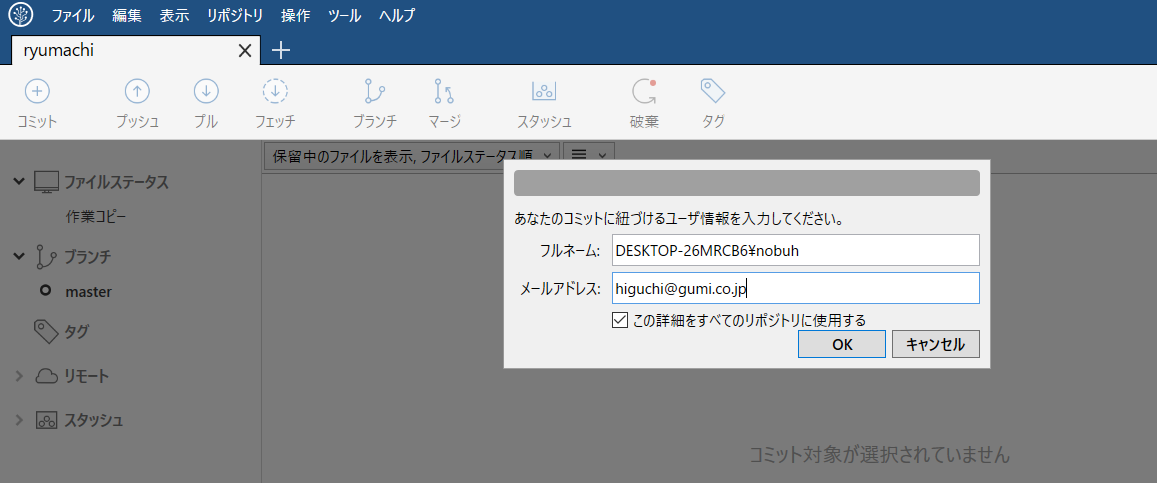 ファイル 編集 表示 リポジトリ 操作 ツール ヘルプ
ryumachi
コミット プッシュ プル フェッチ ブランチ マージ スタッシュ 破棄 タグ
保留中のファイルを表示, ファイルステータス順
ファイルステータス
作業コピー
ブランチ
master
タグ
リモート
スタッシュ
あなたのコミットに紐づけるユーザ情報を入力してください。
フルネーム: DESKTOP-26MRCB6¥nobuh
メールアドレス: higuchi@gumi.co.jp
この詳細をすべてのリポジトリに使用する
OK キャンセル
コミット対象が選択されていません